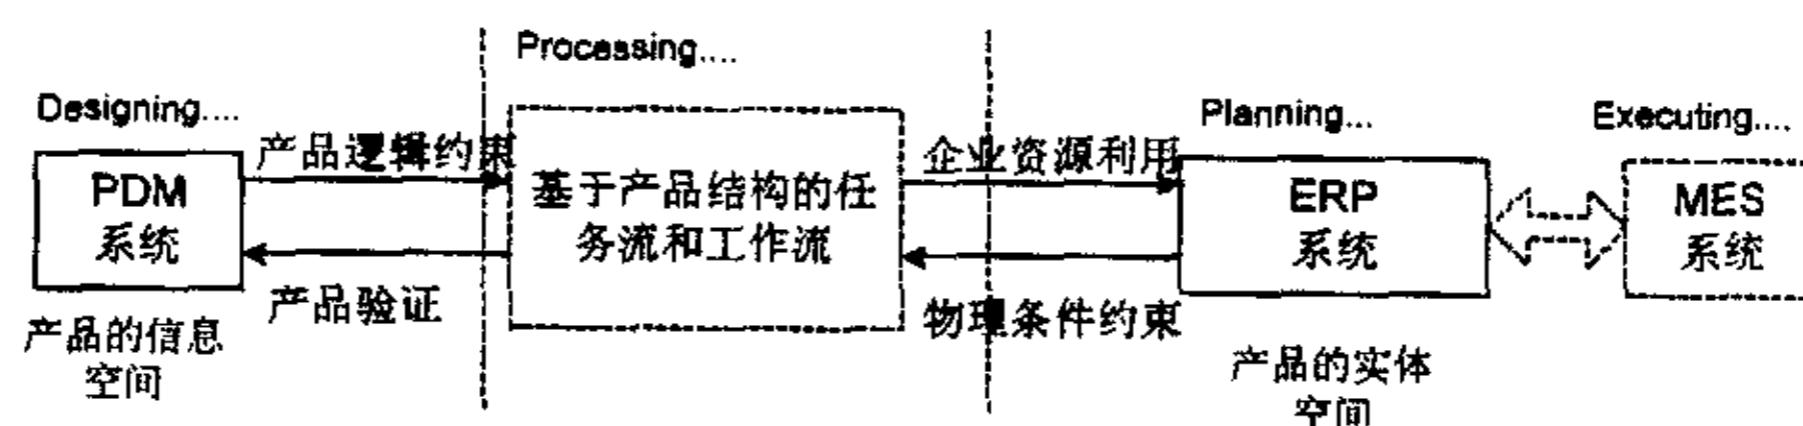 Processing....
Designing....
Planning...
Executing....
产品逻辑约束
企业资源利用
PDM
系统
基于产品结构的任
务流和工作流
ERP
系统
MES
系统
产品验证
物理条件约束
产品的信息
空间
产品的实体
空间